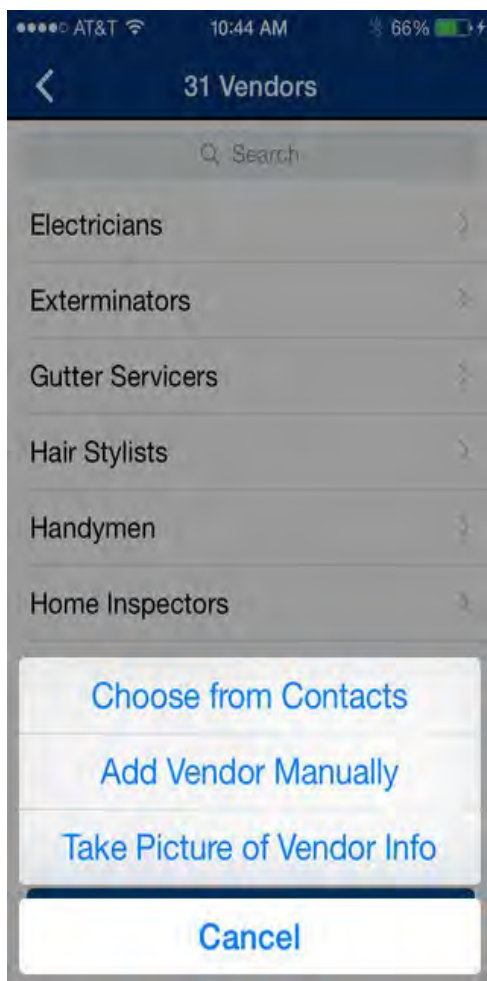 AT&T 10:44 AM 66%
31 Vendors
Search
Electricians
Exterminators
Gutter Servicers
Hair Stylists
Handymen
Home Inspectors
Choose from Contacts
Add Vendor Manually
Take Picture of Vendor Info
Cancel